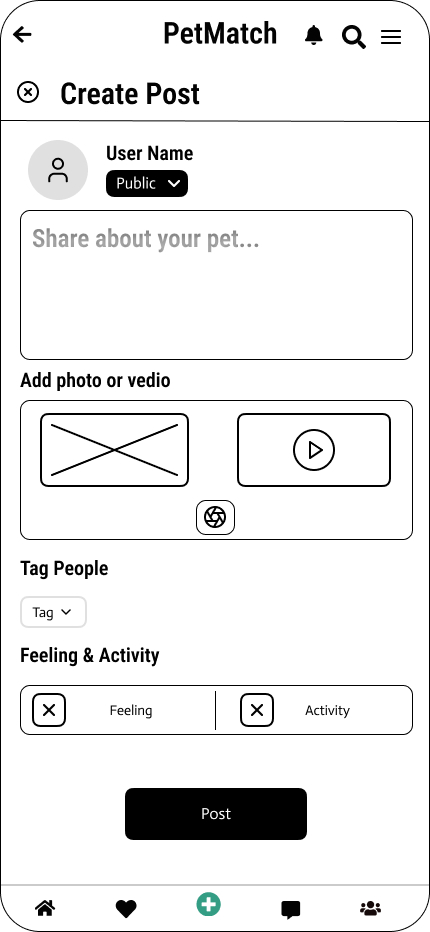 PetMatch
Create Post
User Name
Public
Share about your pet...
Add photo or vedio
Tag People
Tag
Feeling & Activity
Feeling Activity
Post